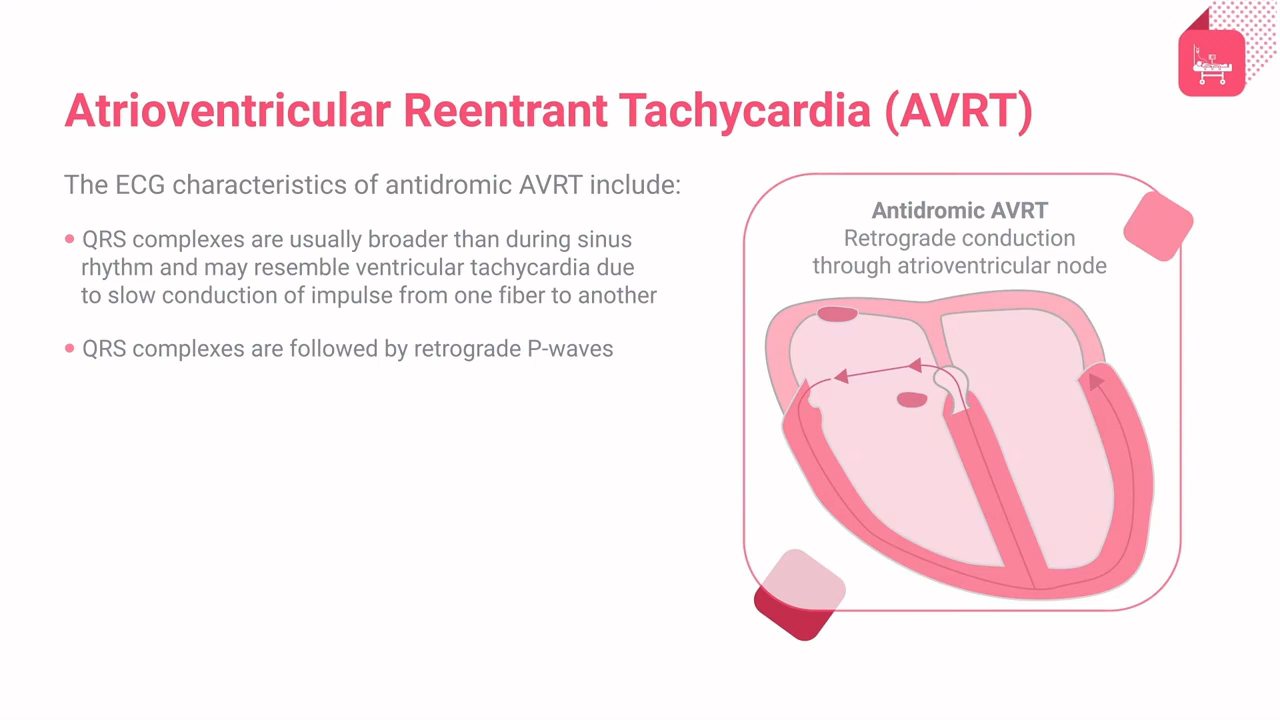 Atrioventricular Reentrant Tachycardia (AVRT)
The ECG characteristics of antidromic AVRT include:
• QRS complexes are usually broader than during sinus
rhythm and may resemble ventricular tachycardia due
to slow conduction of impulse from one fiber to another
• QRS complexes are followed by retrograde P-waves
Antidromic AVRT
Retrograde conduction
through atrioventricular node